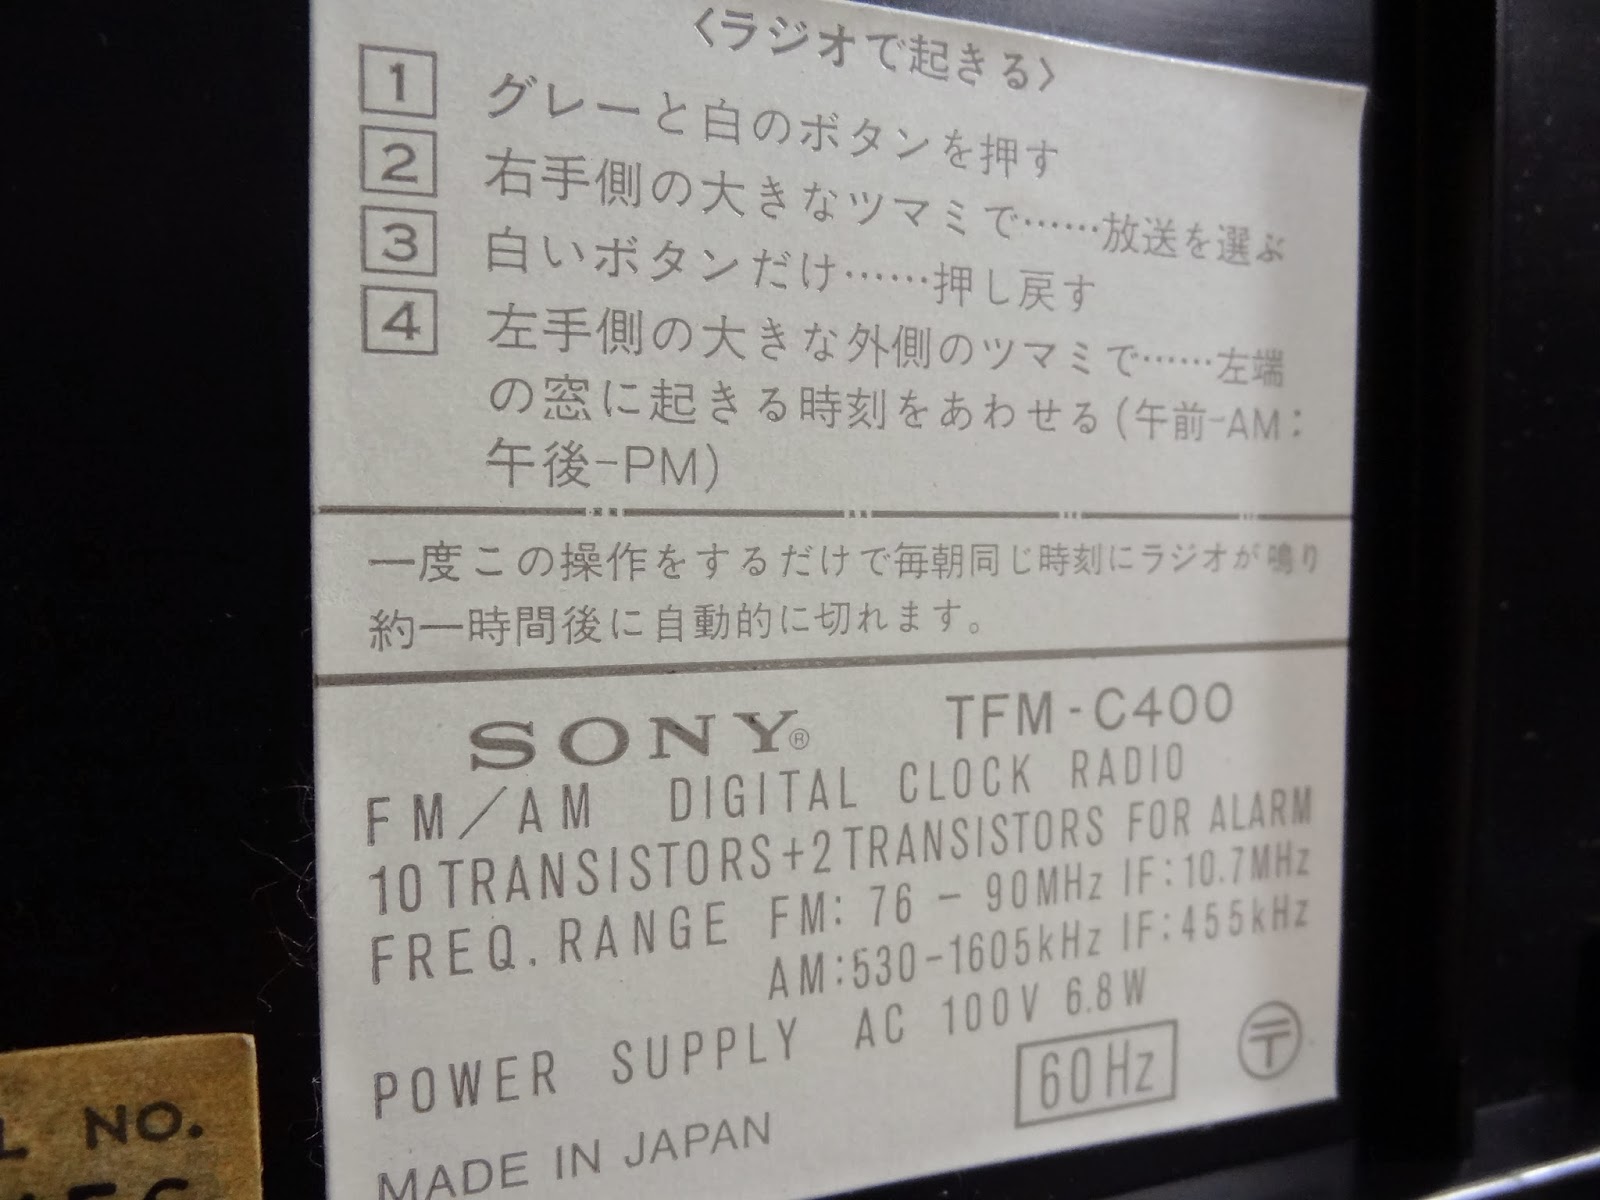 〈ラジオで起きる〉
1 グレーと白のボタンを押す
2 右手側の大きなツマミで……放送を選ぶ
3 白いボタンだけ……押し戻す
4 左手側の大きな外側のツマミで……左端
の窓に起きる時刻をあわせる(午前-AM:
午後-PM)
一度この操作をするだけで毎朝同じ時刻にラジオが鳴り
約一時間後に自動的に切れます。
SONY® TFM-C400
FM/AM DIGITAL CLOCK RADIO
10 TRANSISTORS+2 TRANSISTORS FOR ALARM
FREQ. RANGE FM: 76 - 90MHz IF: 10.7MHz
AM:530-1605kHz IF:455kHz
POWER SUPPLY AC 100V 6.8W
60Hz 〒
MADE IN JAPAN
L NO.